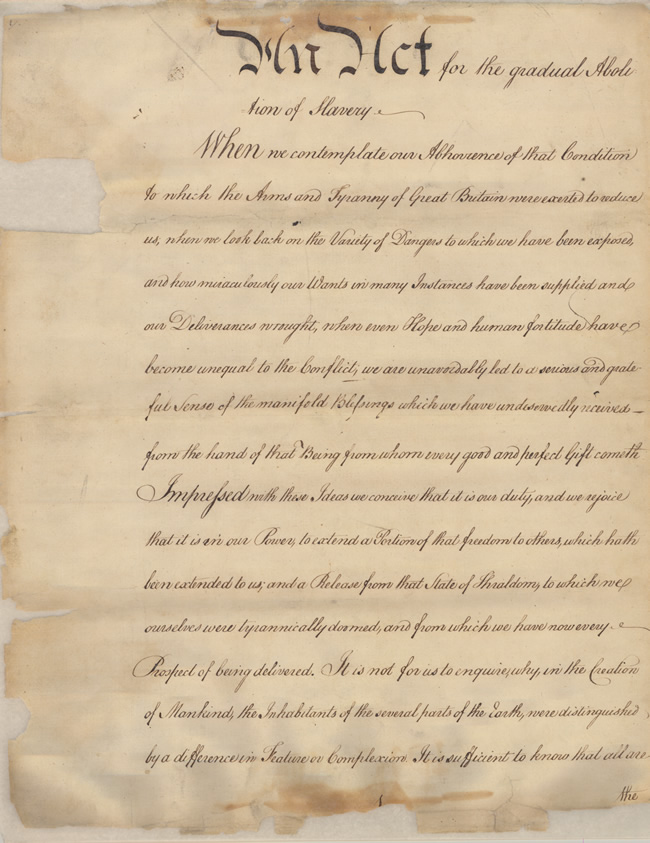 An Act for the gradual Aboli
tion of Slavery
When we contemplate our Abhorrence of that Condition
to which the Arms and Tyranny of Great Britain were exerted to reduce
us, when we look back on the Variety of Dangers to which we have been exposed,
and how miraculously our Wants in many Instances have been supplied and
our Deliverances wrought, when even Hope and human fortitude have
become unequal to the Conflict; we are unavoidably led to a serious and grate
ful Sense of the manifold Blessings which we have undeservedly received
from the hand of that Being from whom every good and perfect Gift cometh
Impressed with these Ideas we conceive that it is our duty, and we rejoice
that it is in our Power, to extend a Portion of that freedom to others, which hath
been extended to us; and a Release from that State of Thraldom, to which we
ourselves were tyrannically doomed, and from which we have now every
Prospect of being delivered. It is not for us to enquire, why, in the Creation
of Mankind, the Inhabitants of the several parts of the Earth, were distinguished
by a difference in Feature or Complexion. It is sufficient to know that all are
the